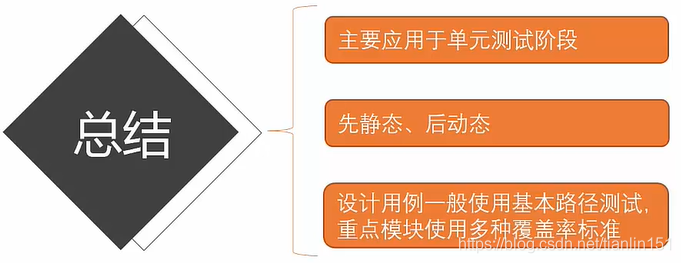 总结
主要应用于单元测试阶段
先静态、后动态
设计用例一般使用基本路径测试,
重点模块使用多种覆盖率标准
https://blog.csdn.net/tianlin151